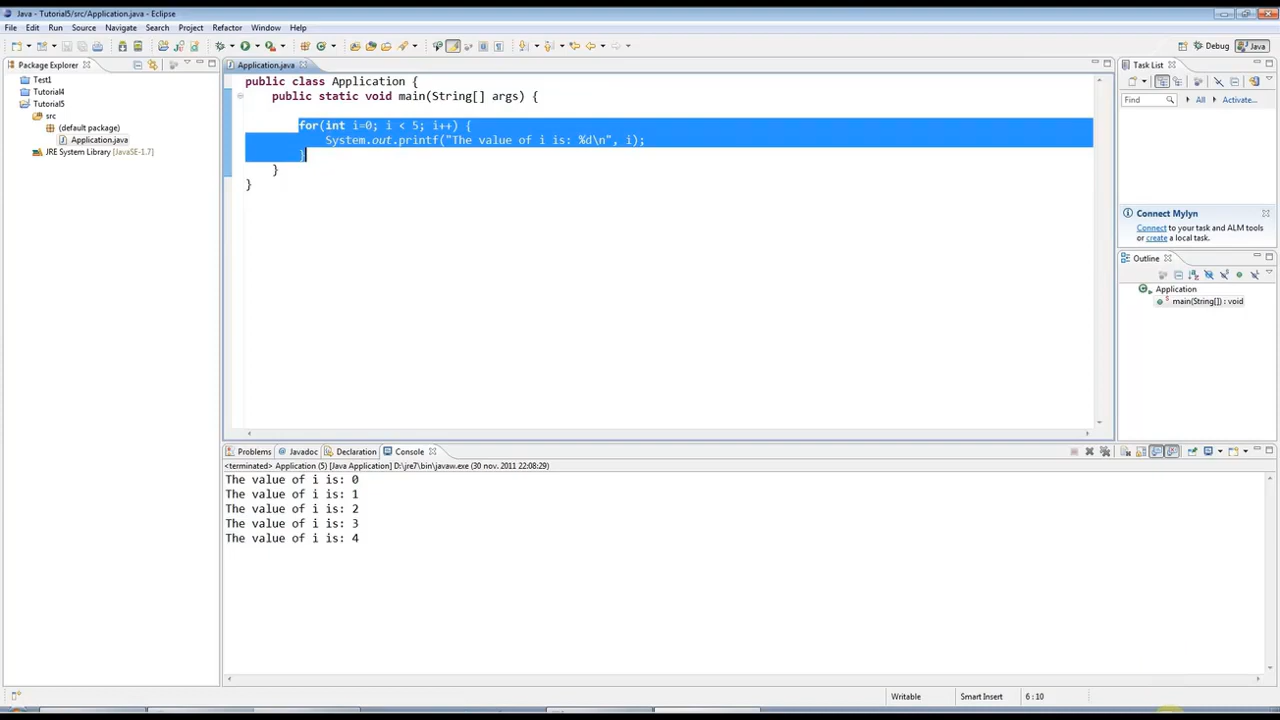 Java - Tutorial5/src/Application.java - Eclipse
File Edit Run Source Navigate Search Project Refactor Window Help
Debug Java
Package Explorer
Test1
Tutorial4
Tutorial5
src
(default package)
Application.java
JRE System Library [JavaSE-1.7]
Application.java
public class Application {
public static void main(String[] args) {
for(int i=0; i < 5; i++) {
System.out.printf("The value of i is: %d\n", i);
}
}
}
Task List
Find All Activate...
Connect Mylyn
Connect to your task and ALM tools
or create a local task.
Outline
Application
main(String[]) : void
Problems @ Javadoc Declaration Console
<terminated> Application (5) [Java Application] D:\jre7\bin\javaw.exe (30 nov. 2011 22:08:29)
The value of i is: 0
The value of i is: 1
The value of i is: 2
The value of i is: 3
The value of i is: 4
Writable Smart Insert 6 : 10